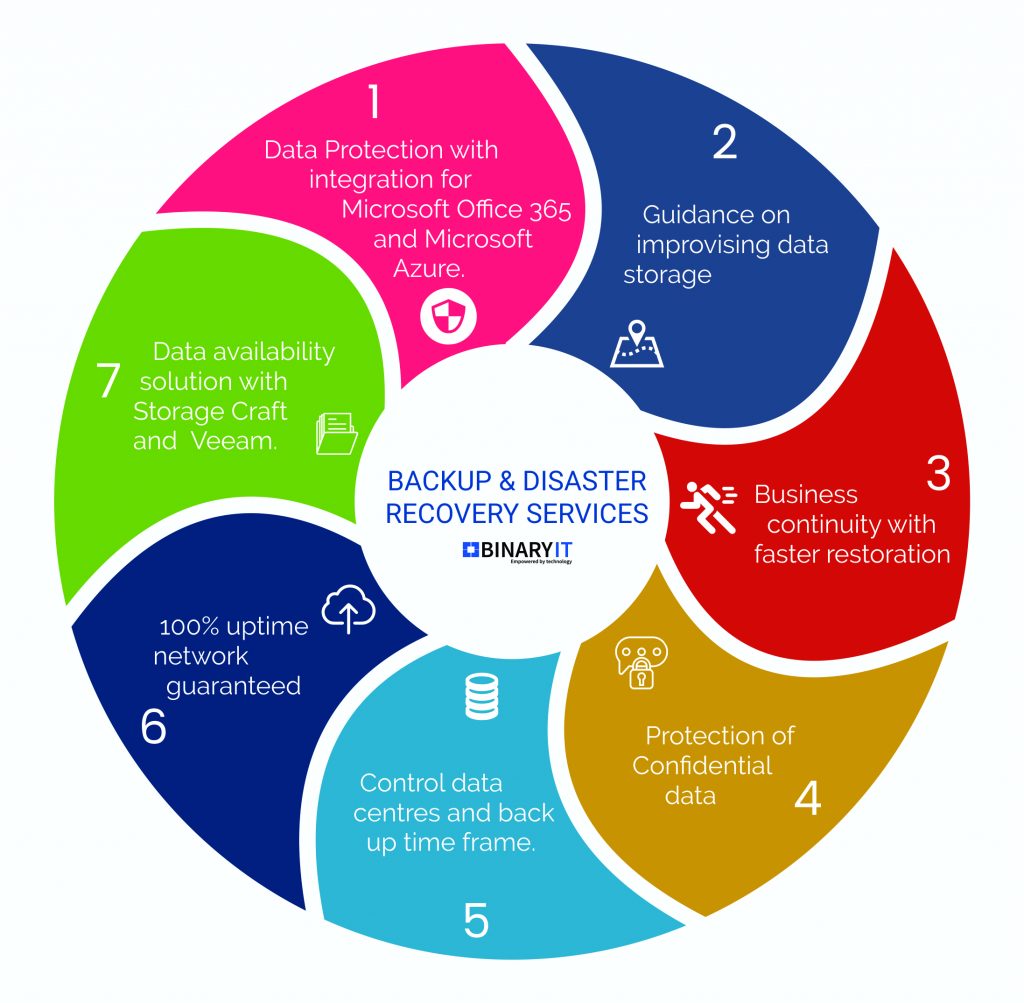 1
Data Protection with
integration for
Microsoft Office 365
and Microsoft
Azure.
2
Guidance on
improvising data
storage
3
Business
continuity with
faster restoration
4
Protection of
Confidential
data
5
Control data
centres and back
up time frame.
6
100% uptime
network
guaranteed
7
Data availability
solution with
Storage Craft
and Veeam.
BACKUP & DISASTER
RECOVERY SERVICES
BINARYIT
Empowered by technology